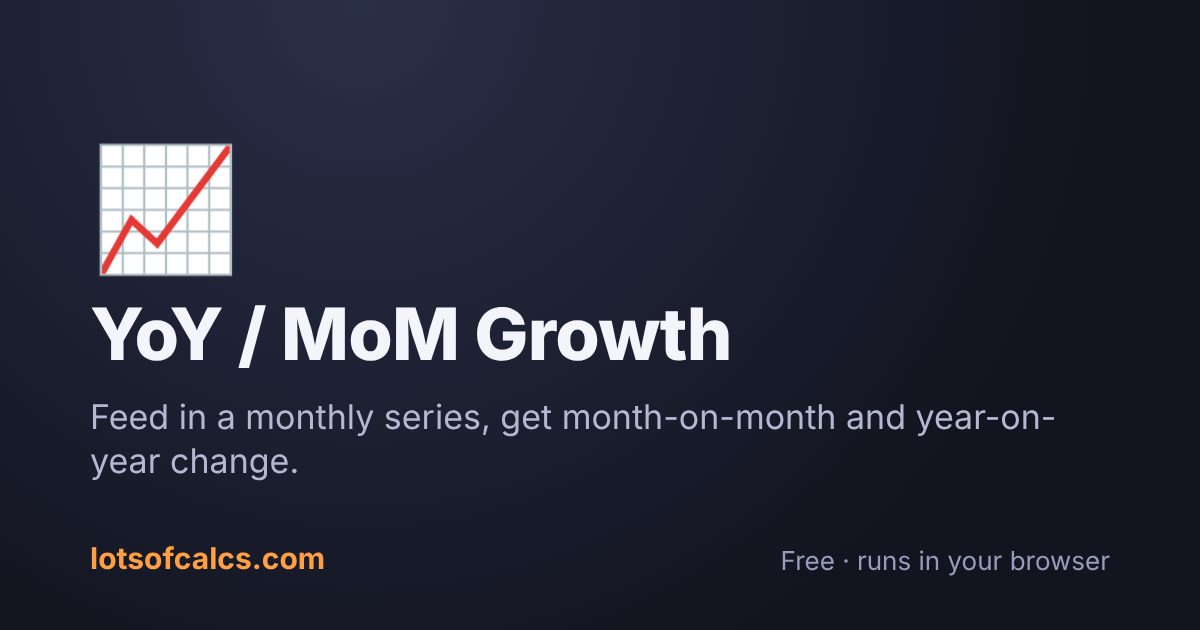 YoY / MoM Growth
Feed in a monthly series, get month-on-month and year-on-
year change.
lotsofcalcs.com
Free · runs in your browser